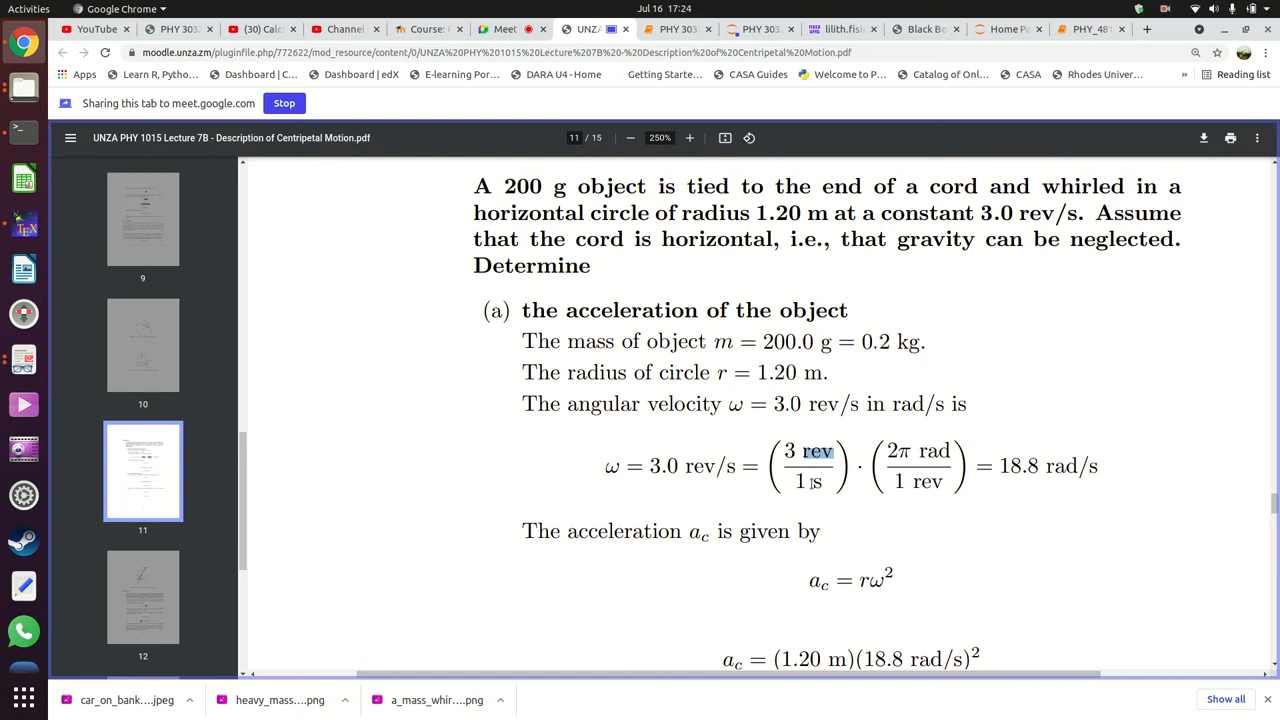 Activities
Google Chrome
Jul 16 17:24
YouTube
PHY 303
(30) Calc
Channel
Course: I
Meet
UNZA
PHY 303
PHY 303
lilith.fisic
Black Bo
Home Pa
PHY_481
moodle.unza.zm/pluginfile.php/772622/mod_resource/content/0/UNZA%20PHY%201015%20Lecture%207B%20-%20Description%20of%20Centripetal%20Motion.pdf
Apps
Learn R, Pytho...
Dashboard | C...
Dashboard | edX
E-learning Por...
DARA U4 - Home
Getting Starte...
CASA Guides
Welcome to P...
Catalog of Onl...
CASA
Rhodes Univer...
»
Reading list
Sharing this tab to meet.google.com
Stop
UNZA PHY 1015 Lecture 7B - Description of Centripetal Motion.pdf
11 / 15
— 250% +
9
10
11
12
A 200 g object is tied to the end of a cord and whirled in a
horizontal circle of radius 1.20 m at a constant 3.0 rev/s. Assume
that the cord is horizontal, i.e., that gravity can be neglected.
Determine
(a) the acceleration of the object
The mass of object m = 200.0 g = 0.2 kg.
The radius of circle r = 1.20 m.
The angular velocity ω = 3.0 rev/s in rad/s is
ω = 3.0 rev/s = (3 rev / 1 s) · (2π rad / 1 rev) = 18.8 rad/s
The acceleration a_c is given by
a_c = rω²
a_c = (1.20 m)(18.8 rad/s)²
car_on_bank....jpeg
heavy_mass....png
a_mass_whir....png
Show all